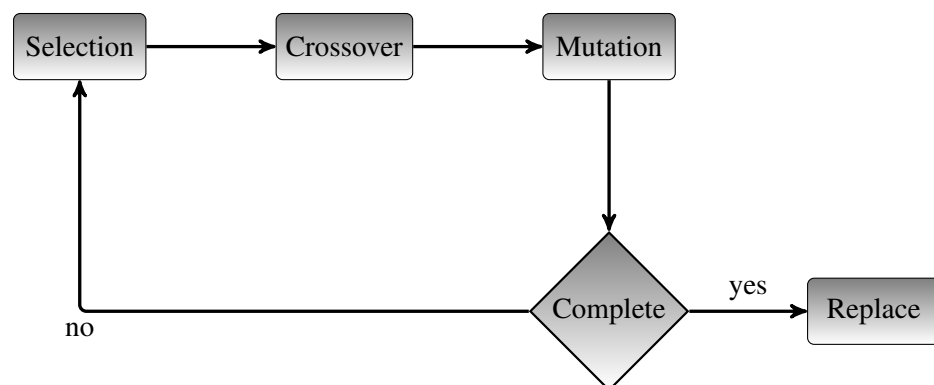 Selection
Crossover
Mutation
yes
Complete
Replace
no